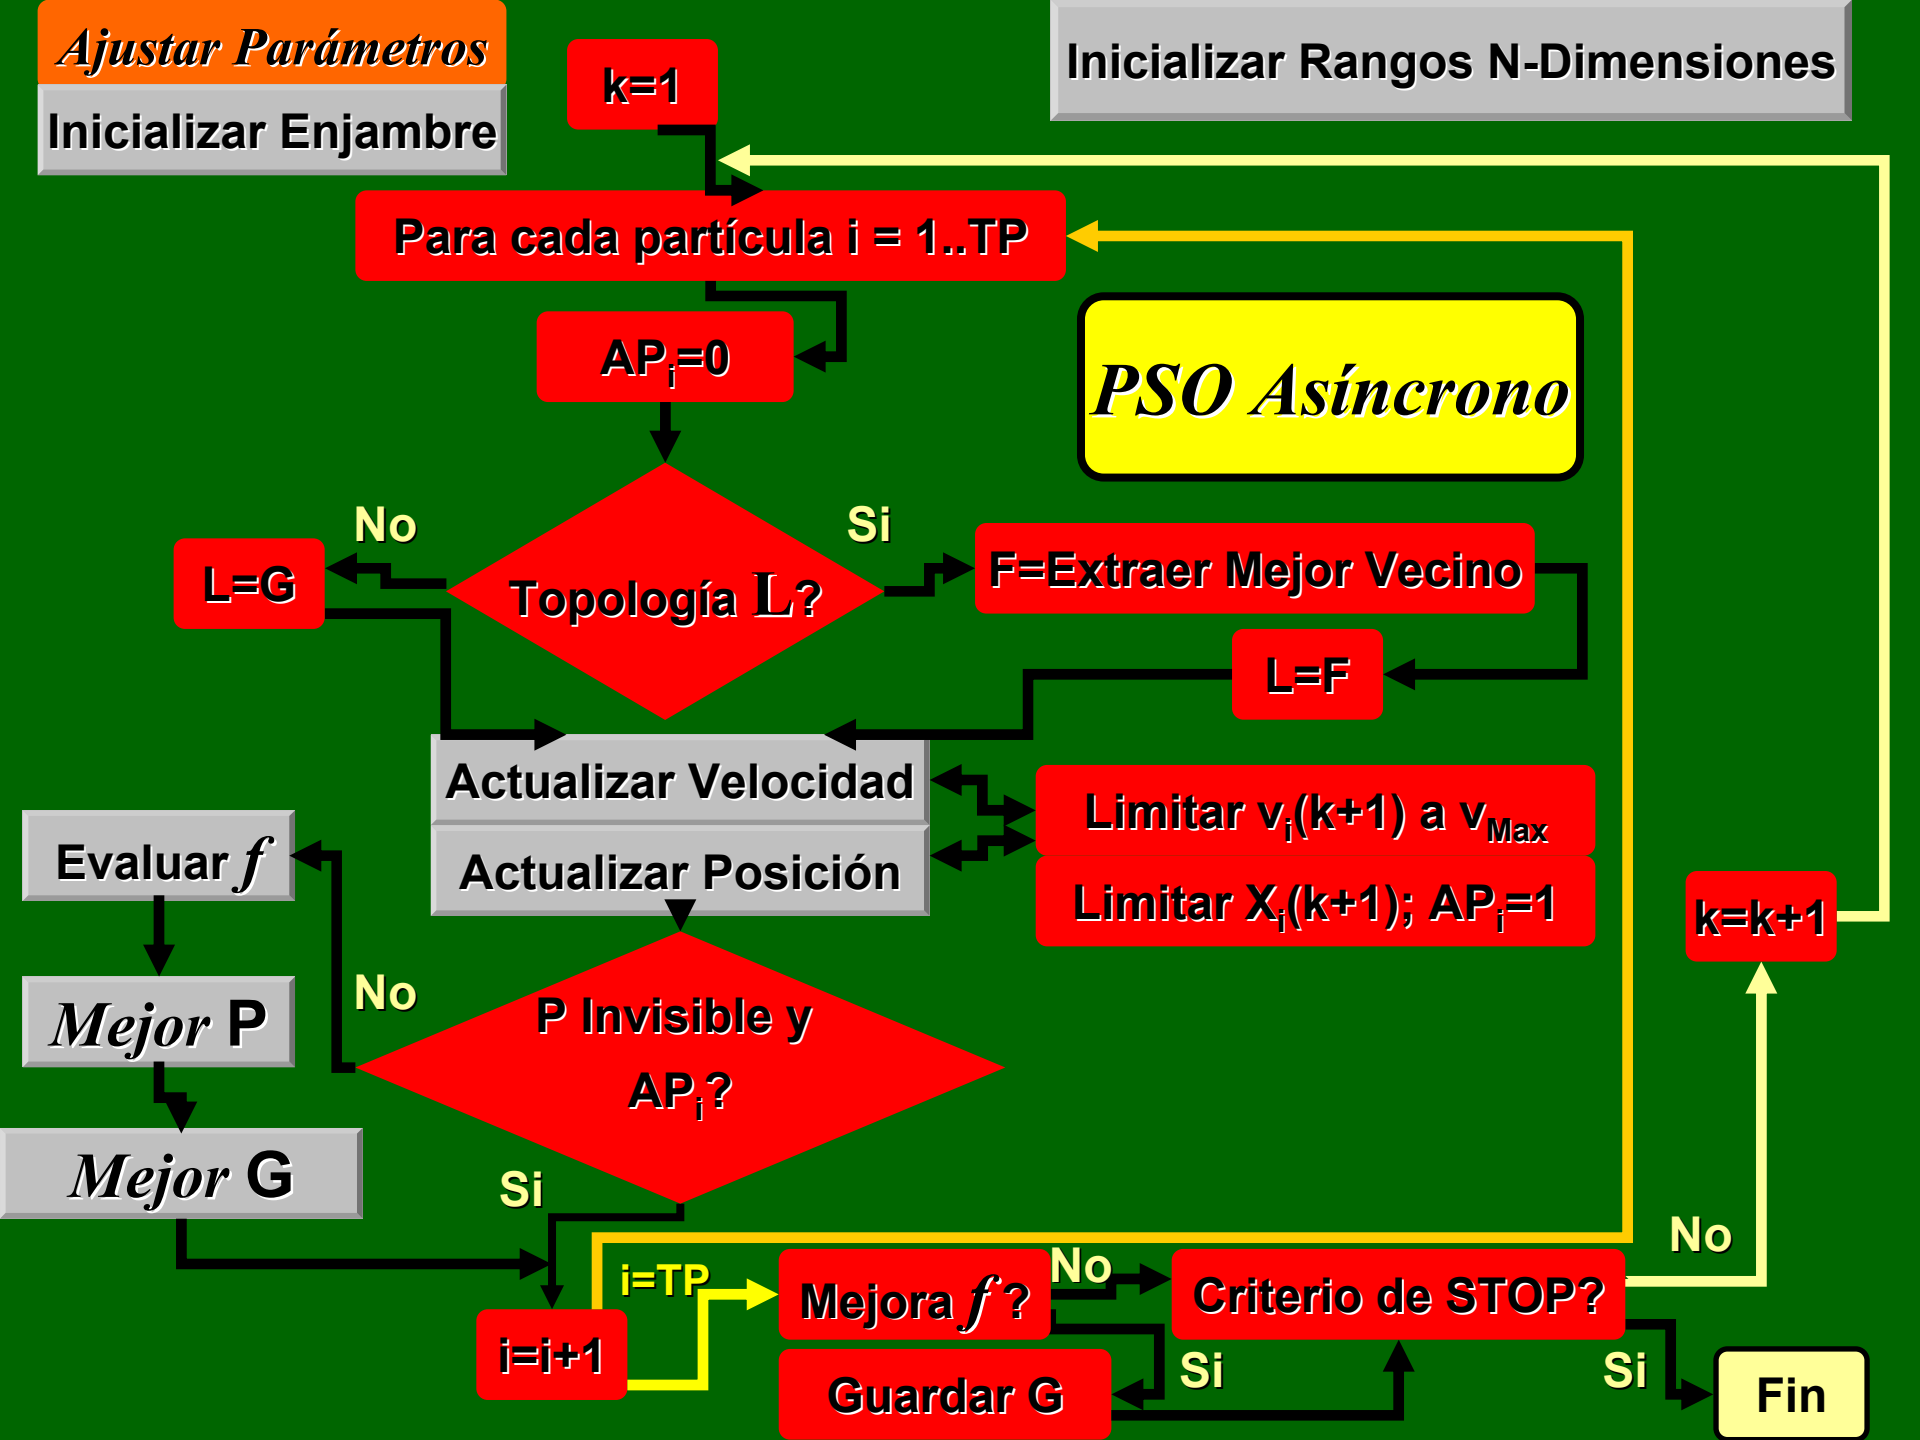 Ajustar Parámetros
Inicializar Enjambre
k=1
Inicializar Rangos N-Dimensiones
Para cada partícula i = 1..TP
APi=0
PSO Asíncrono
No
Si
L=G
Topología L?
F=Extraer Mejor Vecino
L=F
Actualizar Velocidad
Actualizar Posición
Limitar vi(k+1) a vMax
Limitar Xi(k+1); APi=1
Evaluar f
k=k+1
No
P Invisible y
APi?
Mejor P
Mejor G
Si
No
i=TP
Mejora f ?
No
Criterio de STOP?
i=i+1
Guardar G
Si
Si
Fin